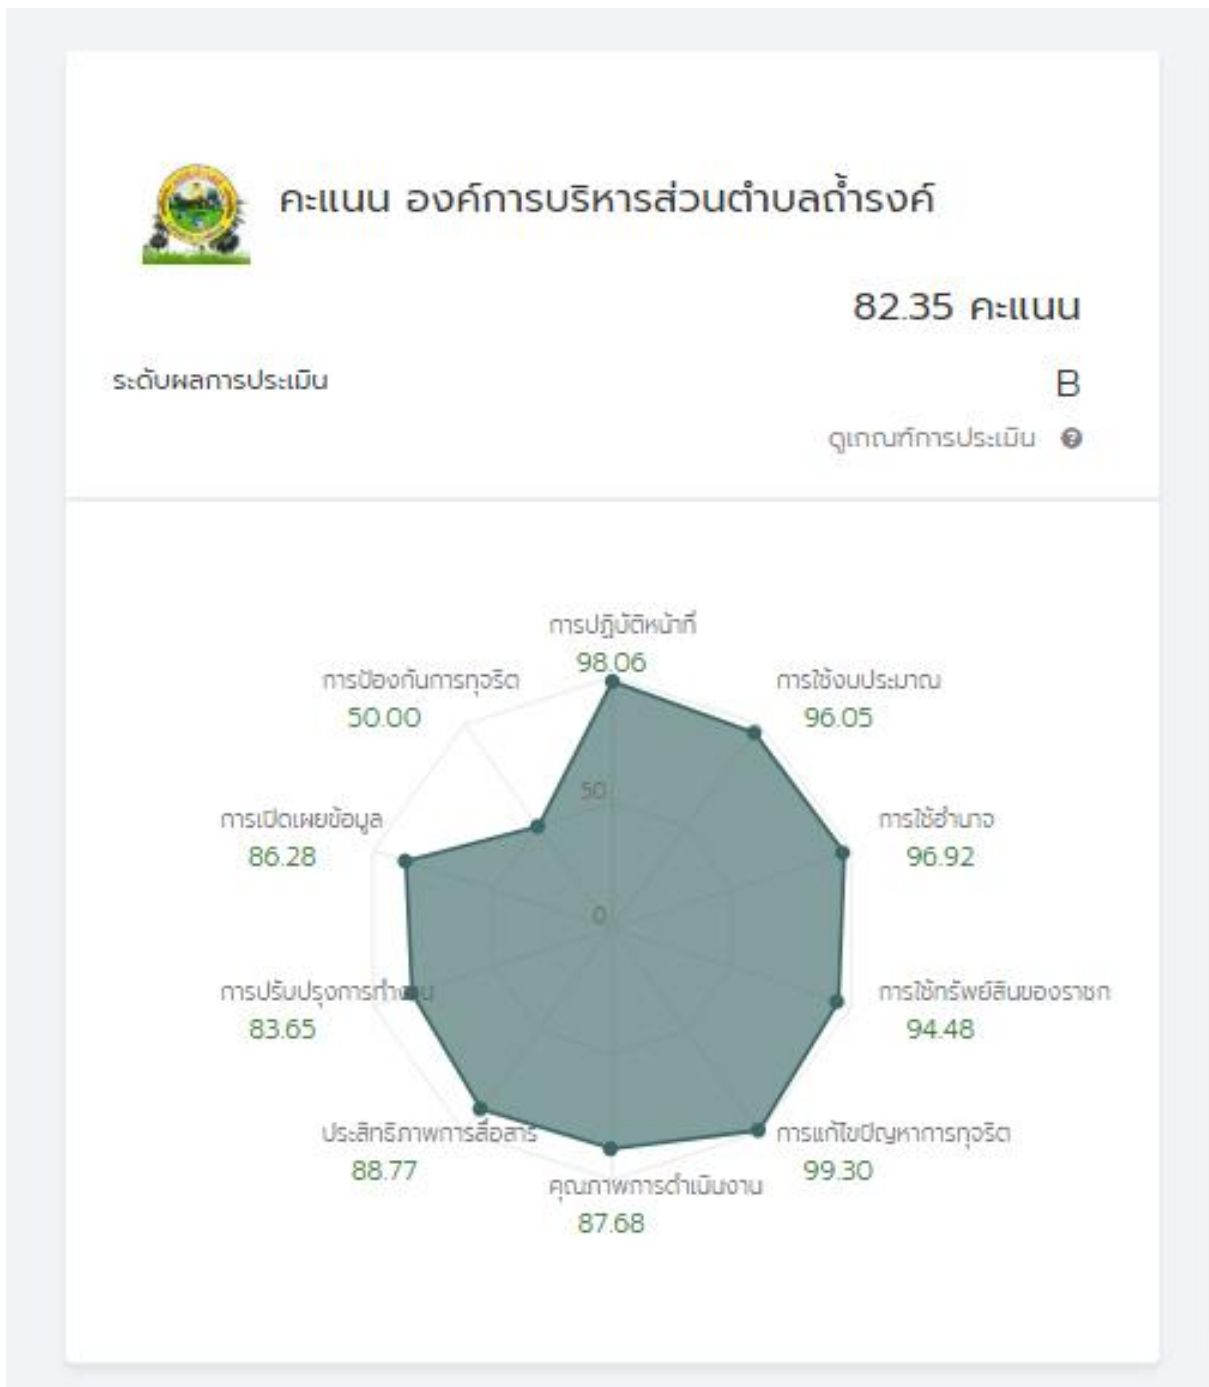 คะแนน องค์การบริหารส่วนตำบลถ้ำรงค์
82.35 คะแนน
ระดับผลการประเมิน
B
ดูเกณฑ์การประเมิน
การปฏิบัติหน้าที่
98.06
การป้องกันการทุจริต
50.00
การใช้งบประมาณ
96.05
50
การเปิดเผยข้อมูล
86.28
การใช้อำนาจ
96.92
0
การปรับปรุงการทำงาน
83.65
การใช้ทรัพย์สินของราชก
94.48
ประสิทธิภาพการสื่อสาร
88.77
การแก้ไขปัญหาการทุจริต
99.30
คุณภาพการดำเนินงาน
87.68